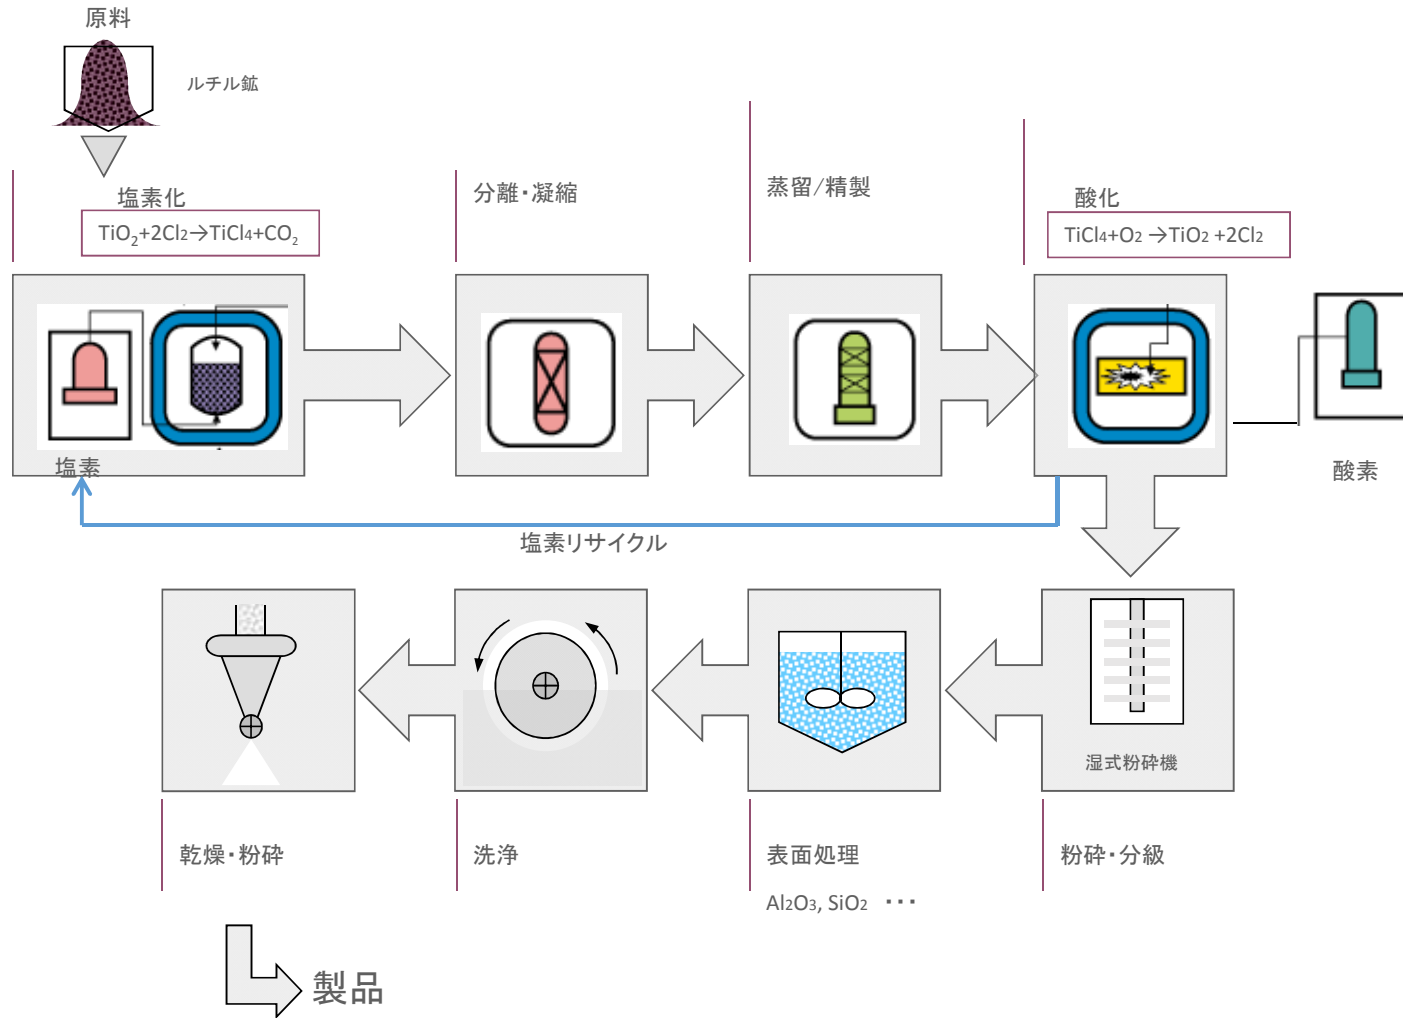 原料
ルチル鉱
塩素化
TiO₂+2Cl₂→TiCl₄+CO₂
分離・凝縮
蒸留/精製
酸化
TiCl₄+O₂ →TiO₂ +2Cl₂
塩素
酸素
塩素リサイクル
湿式粉砕機
乾燥・粉砕
洗浄
表面処理
Al₂O₃, SiO₂ ・・・
粉砕・分級
製品